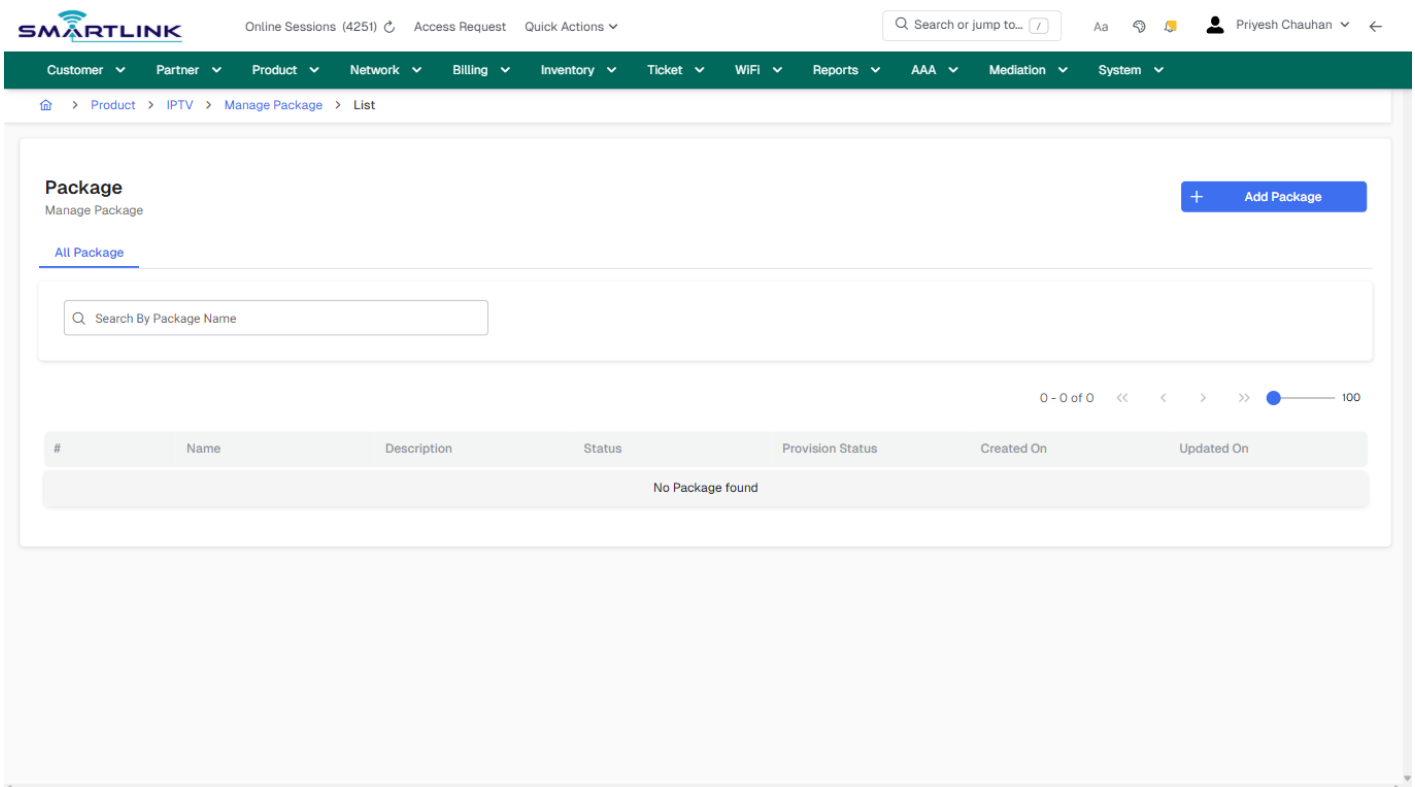 SMARTLINK Online Sessions (4251) Access Request Quick Actions Search or jump to... / Aa Priyesh Chauhan
Customer Partner Product Network Billing Inventory Ticket WiFi Reports AAA Mediation System
> Product > IPTV > Manage Package > List
Package
Manage Package
+ Add Package
All Package
Search By Package Name
0 - 0 of 0 << < > >> 100
# Name Description Status Provision Status Created On Updated On
No Package found